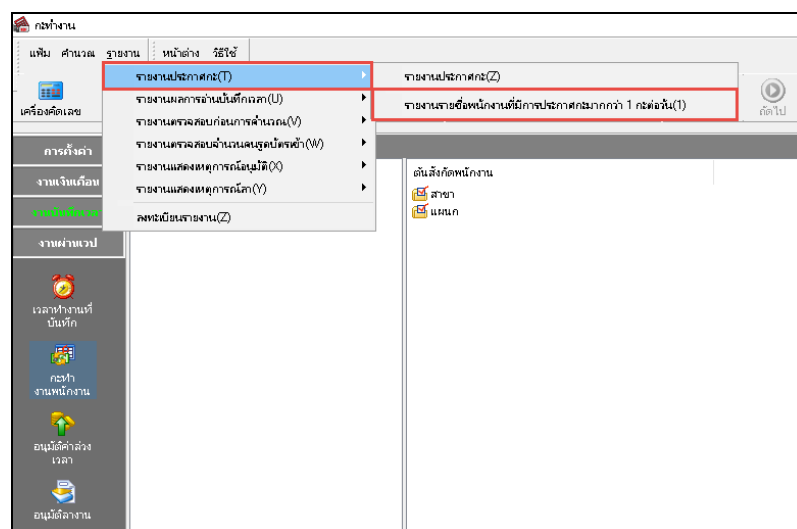 กะทำงาน
แฟ้ม คำนวณ รายงาน หน้าต่าง วิธีใช้
เครื่องคิดเลข
ถัดไป
รายงานประกาศกะ(T)
รายงานผลการอ่านบันทึกเวลา(U)
รายงานตรวจสอบก่อนการคำนวณ(V)
รายงานตรวจสอบจำนวนคนรูดบัตรเข้า(W)
รายงานแสดงเหตุการณ์อนุมัติ(X)
รายงานแสดงเหตุการณ์ลา(Y)
ลงทะเบียนรายงาน(Z)
รายงานประกาศกะ(Z)
รายงานรายชื่อพนักงานที่มีการประกาศกะมากกว่า 1 กะต่อวัน(1)
การตั้งค่า
งานเงินเดือน
งานบันทึกเวลา
งานผ่านเวป
เวลาทำงานที่
บันทึก
กะทำ
งานพนักงาน
อนุมัติค่าล่วง
เวลา
อนุมัติลางาน
ต้นสังกัดพนักงาน
สาขา
แผนก